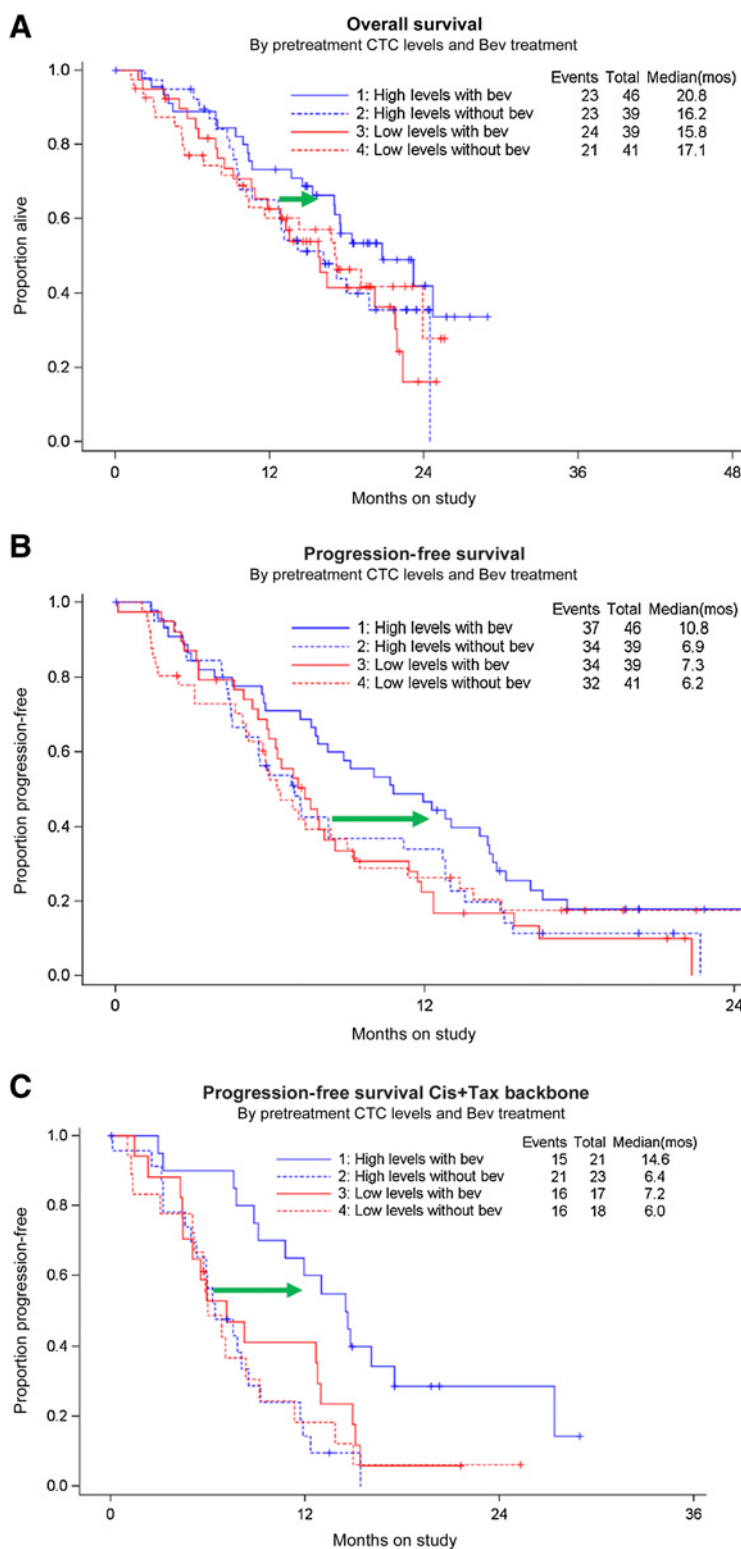 A
Overall survival
By pretreatment CTC levels and Bev treatment
Events Total Median(mos)
1: High levels with bev 23 46 20.8
2: High levels without bev 23 39 16.2
3: Low levels with bev 24 39 15.8
4: Low levels without bev 21 41 17.1
Proportion alive
1.0
0.8
0.6
0.4
0.2
0.0
0 12 24 36 48
Months on study
B
Progression-free survival
By pretreatment CTC levels and Bev treatment
Events Total Median(mos)
1: High levels with bev 37 46 10.8
2: High levels without bev 34 39 6.9
3: Low levels with bev 34 39 7.3
4: Low levels without bev 32 41 6.2
Proportion progression-free
1.0
0.8
0.6
0.4
0.2
0.0
0 12 24
Months on study
C
Progression-free survival Cis+Tax backbone
By pretreatment CTC levels and Bev treatment
Events Total Median(mos)
1: High levels with bev 15 21 14.6
2: High levels without bev 21 23 6.4
3: Low levels with bev 16 17 7.2
4: Low levels without bev 16 18 6.0
Proportion progression-free
1.0
0.8
0.6
0.4
0.2
0.0
0 12 24 36
Months on study